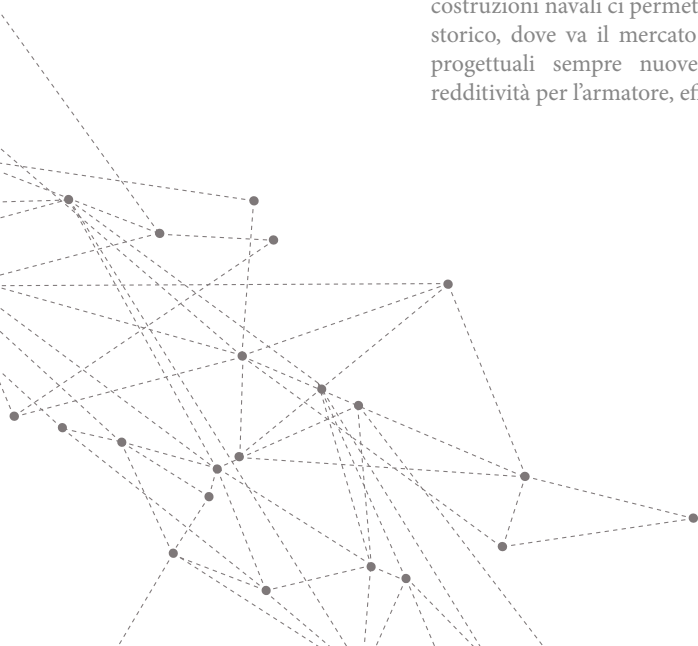 costruzioni navali ci permet
storico, dove va il mercato
progettuali sempre nuove
redditività per l'armatore, ef